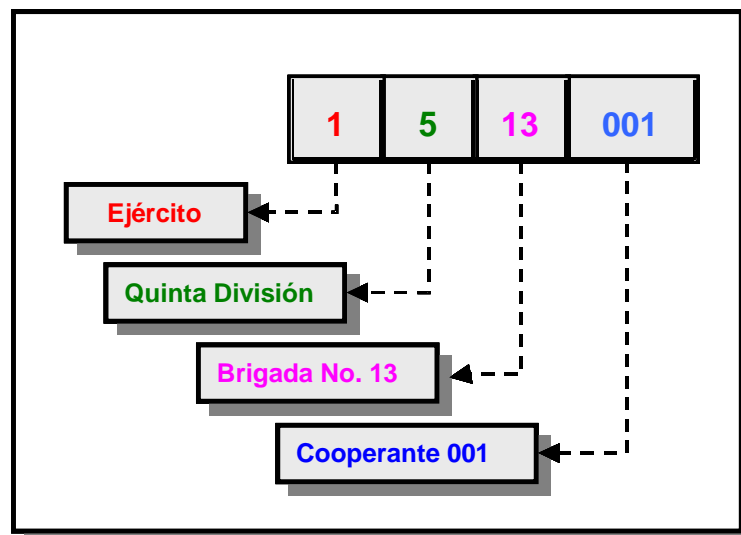 1 5 13 001
Ejército
Quinta División
Brigada No. 13
Cooperante 001